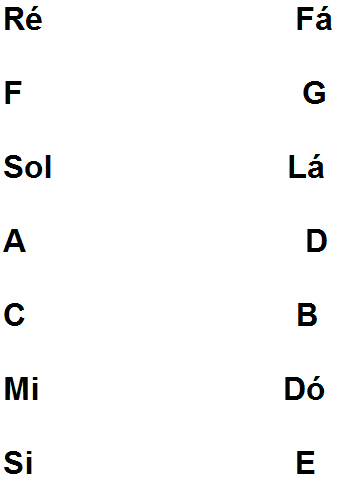 Ré Fá
F G
Sol Lá
A D
C B
Mi Dó
Si E